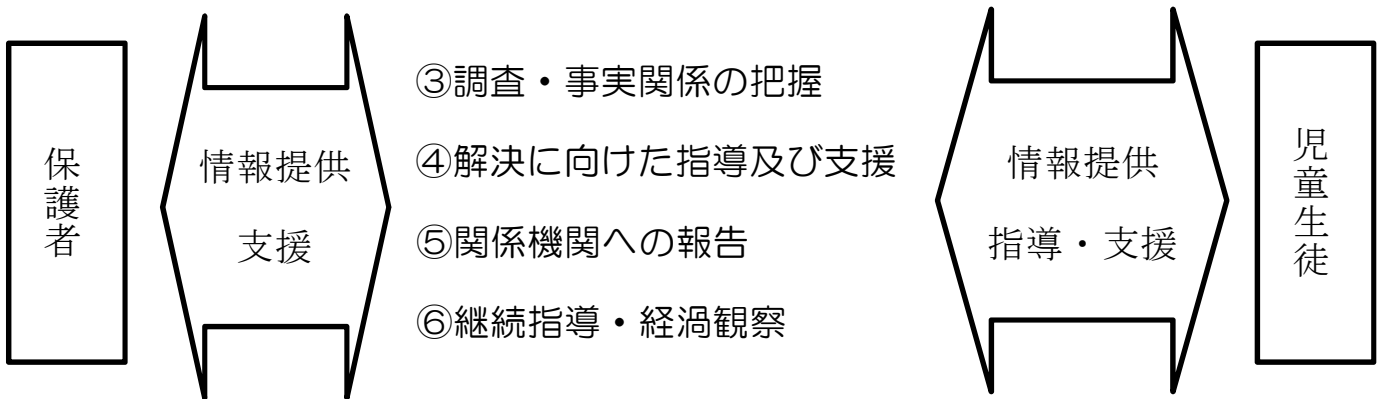 保護者
情報提供
支援
③調査・事実関係の把握
④解決に向けた指導及び支援
⑤関係機関への報告
⑥継続指導・経過観察
情報提供
指導・支援
児童生徒